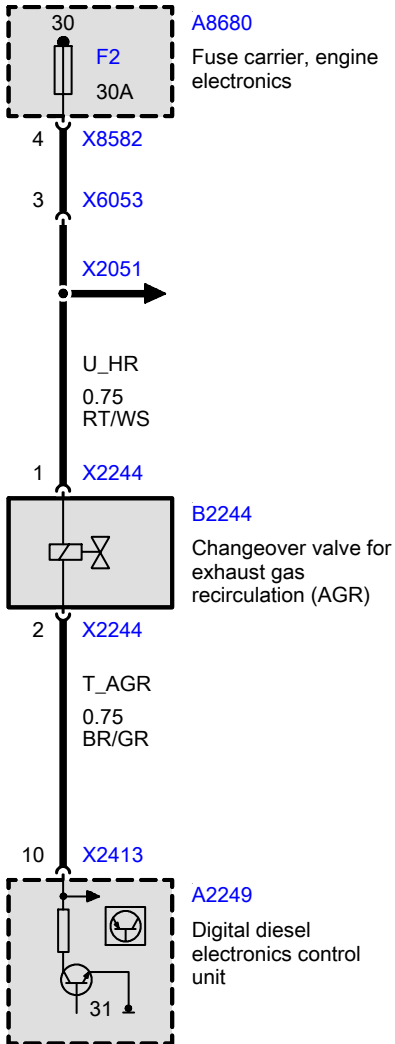 30
A8680
F2
Fuse carrier, engine
electronics
30A
4 X8582
3 X6053
X2051
U_HR
0.75
RT/WS
1 X2244
B2244
Changeover valve for
exhaust gas
recirculation (AGR)
2 X2244
T_AGR
0.75
BR/GR
10 X2413
A2249
Digital diesel
electronics control
unit
31